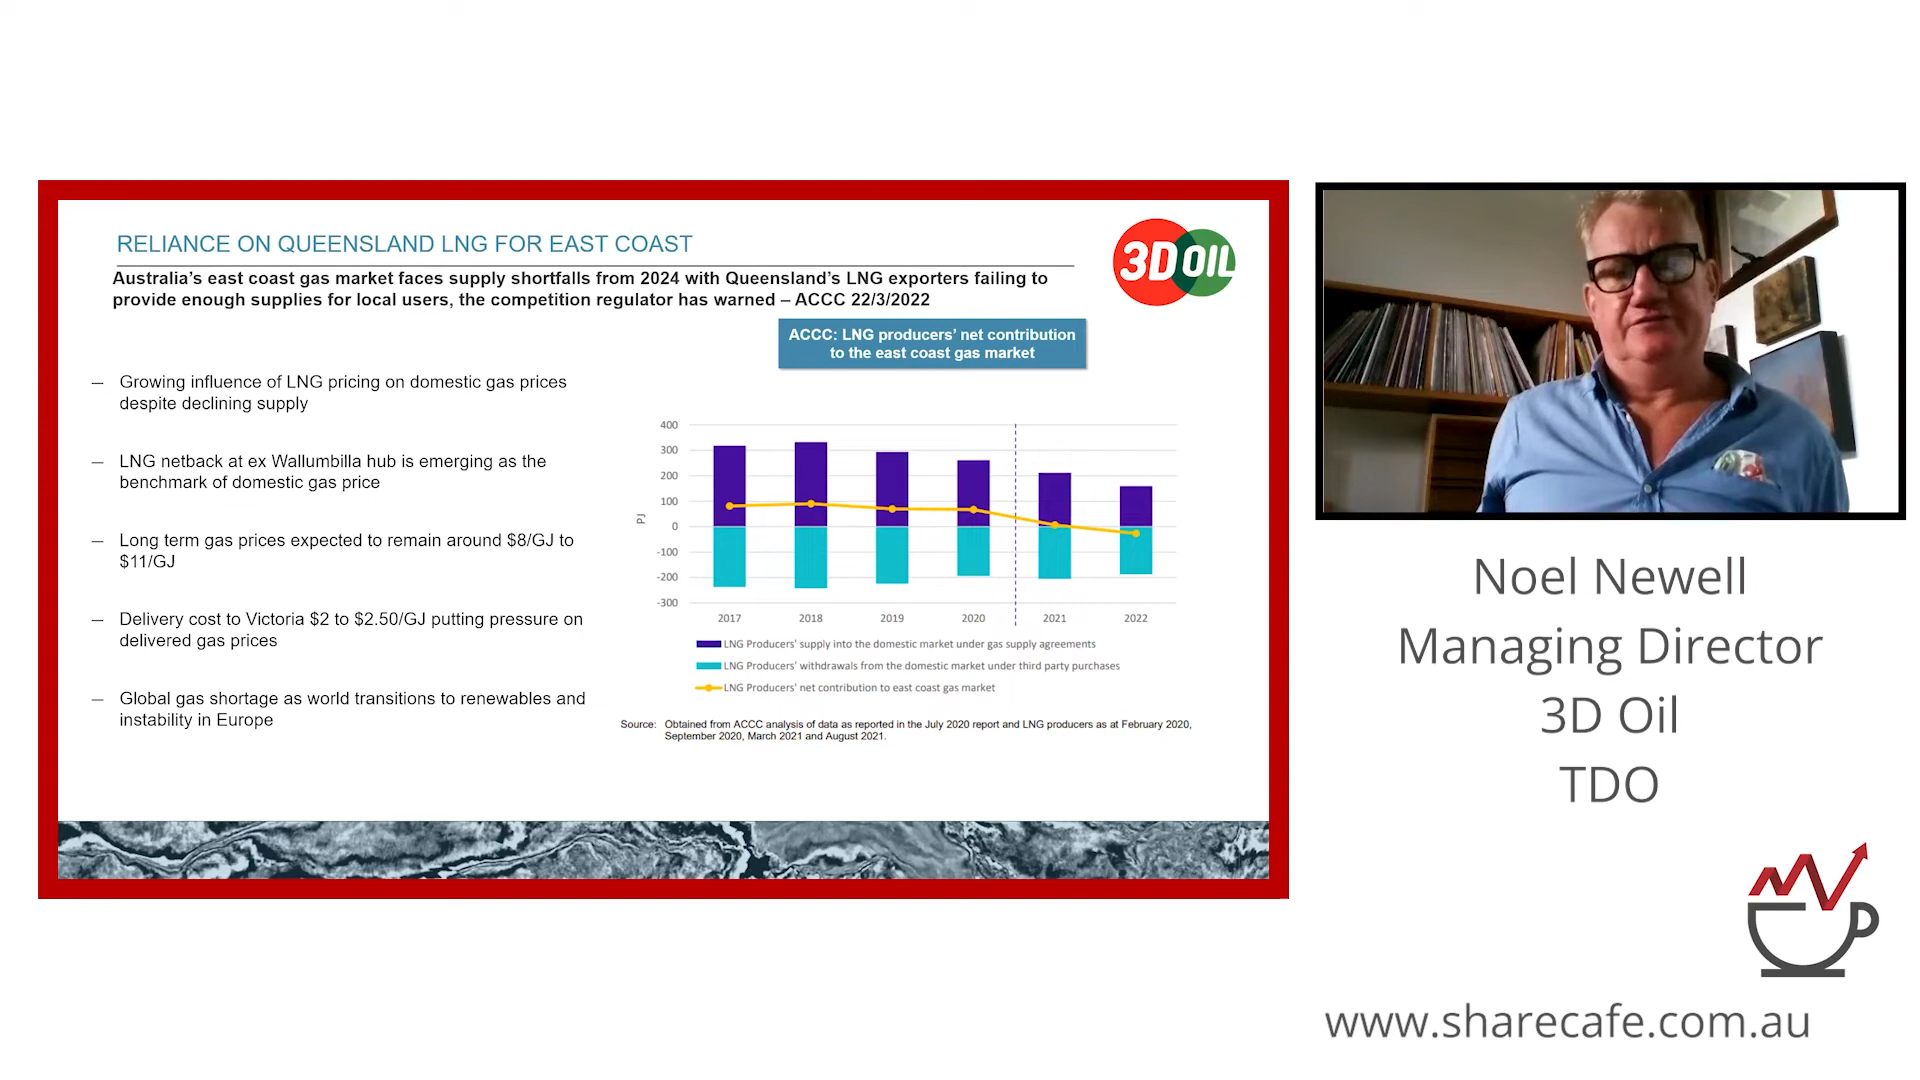 RELIANCE ON QUEENSLAND LNG FOR EAST COAST
3D OIL
Australia’s east coast gas market faces supply shortfalls from 2024 with Queensland’s LNG exporters failing to
provide enough supplies for local users, the competition regulator has warned – ACCC 22/3/2022
ACCC: LNG producers’ net contribution
to the east coast gas market
– Growing influence of LNG pricing on domestic gas prices
despite declining supply
– LNG netback at ex Wallumbilla hub is emerging as the
benchmark of domestic gas price
– Long term gas prices expected to remain around $8/GJ to
$11/GJ
– Delivery cost to Victoria $2 to $2.50/GJ putting pressure on
delivered gas prices
– Global gas shortage as world transitions to renewables and
instability in Europe
PJ
400
300
200
100
0
-100
-200
-300
2017 2018 2019 2020 2021 2022
LNG Producers' supply into the domestic market under gas supply agreements
LNG Producers' withdrawals from the domestic market under third party purchases
LNG Producers' net contribution to east coast gas market
Source: Obtained from ACCC analysis of data as reported in the July 2020 report and LNG producers as at February 2020,
September 2020, March 2021 and August 2021.
Noel Newell
Managing Director
3D Oil
TDO
www.sharecafe.com.au